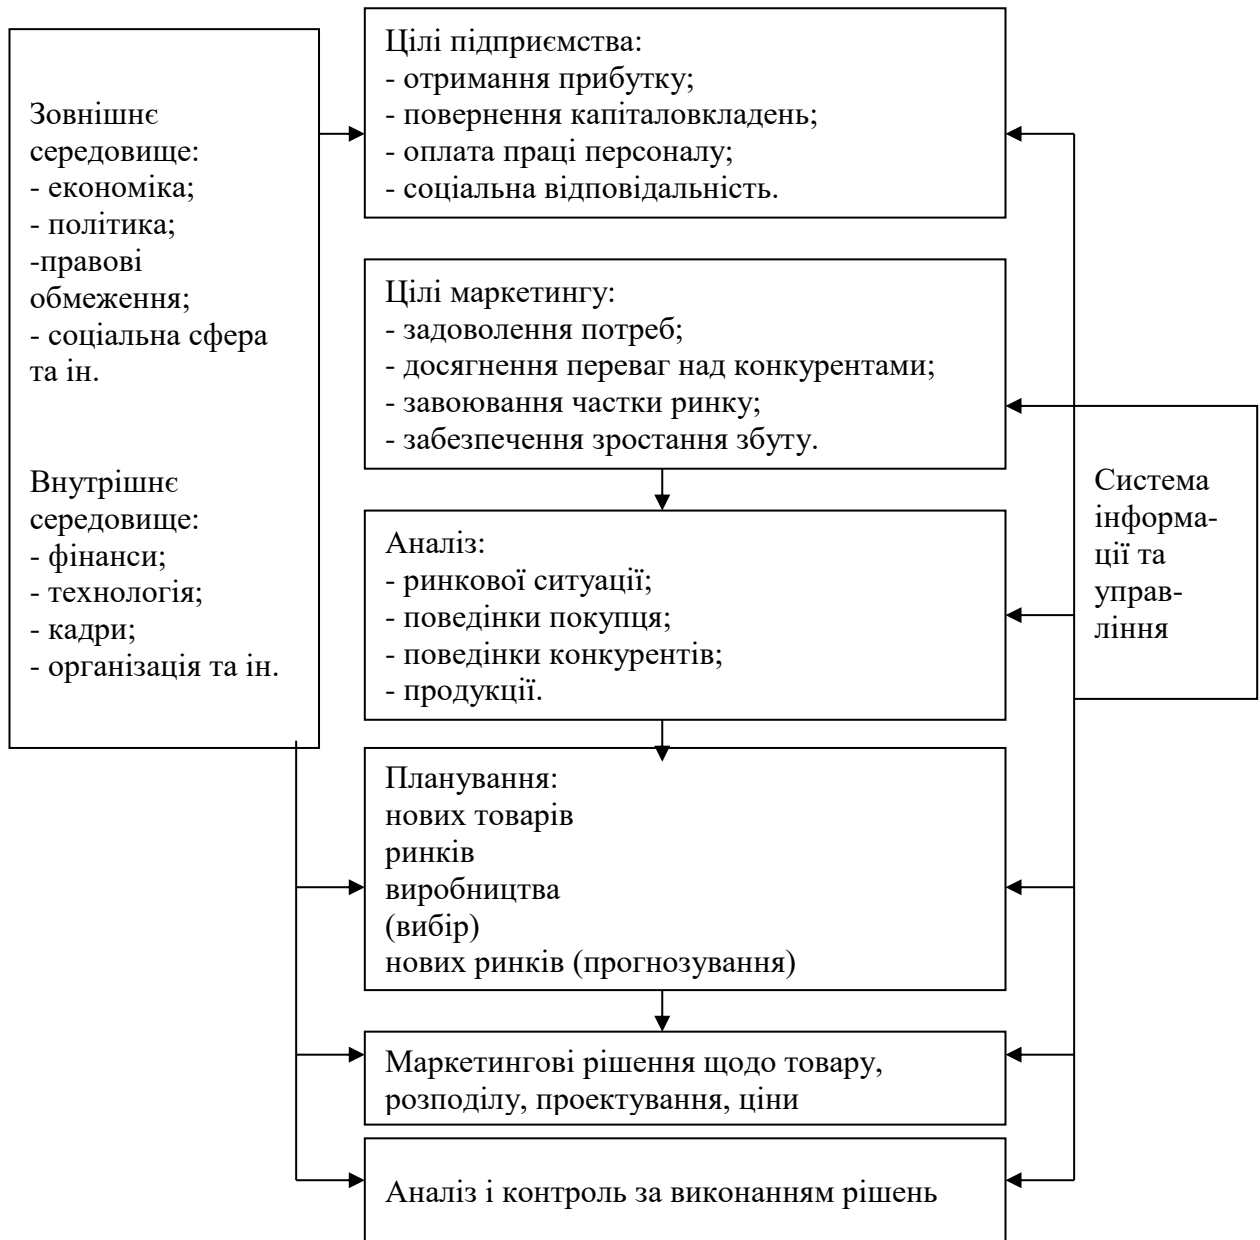 Зовнішнє
середовище:
- економіка;
- політика;
-правові
обмеження;
- соціальна сфера
та ін.
Внутрішнє
середовище:
- фінанси;
- технологія;
- кадри;
- організація та ін.
Цілі підприємства:
- отримання прибутку;
- повернення капіталовкладень;
- оплата праці персоналу;
- соціальна відповідальність.
Цілі маркетингу:
- задоволення потреб;
- досягнення переваг над конкурентами;
- завоювання частки ринку;
- забезпечення зростання збуту.
Аналіз:
- ринкової ситуації;
- поведінки покупця;
- поведінки конкурентів;
- продукції.
Планування:
нових товарів
ринків
виробництва
(вибір)
нових ринків (прогнозування)
Маркетингові рішення щодо товару,
розподілу, проектування, ціни
Аналіз і контроль за виконанням рішень
Система
інформа-
ції та
управ-
ління